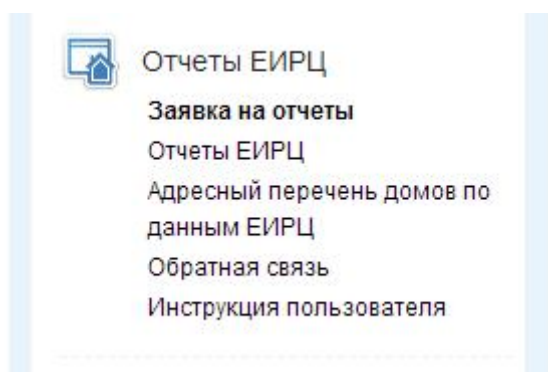 Отчеты ЕИРЦ
Заявка на отчеты
Отчеты ЕИРЦ
Адресный перечень домов по
данным ЕИРЦ
Обратная связь
Инструкция пользователя